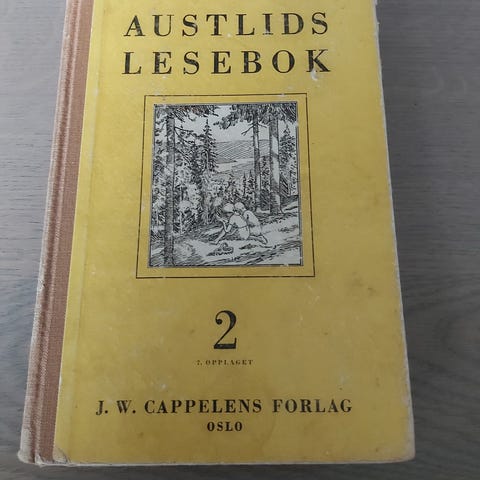 AUSTLIDS
LESEBOK
2
7. OPPLAGET
J. W. CAPPELENS FORLAG
OSLO